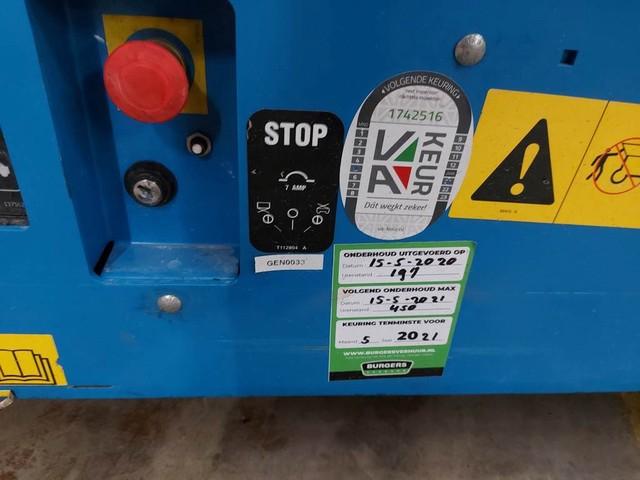 STOP
7 AMP
T112804 A
GEN0033
VOLGENDE KEURING
1742516
VA KEUR
Dát werkt zeker!
ONDERHOUD UITGEVOERD OP
Datum 15-5-2020
Urenstand 197
VOLGEND ONDERHOUD MAX
Datum 15-5-2021
Urenstand 450
KEURING TENMINSTE VOOR
Maand 5 Jaar 2021
WWW.BURGERSVERHUUR.NL
BURGERS